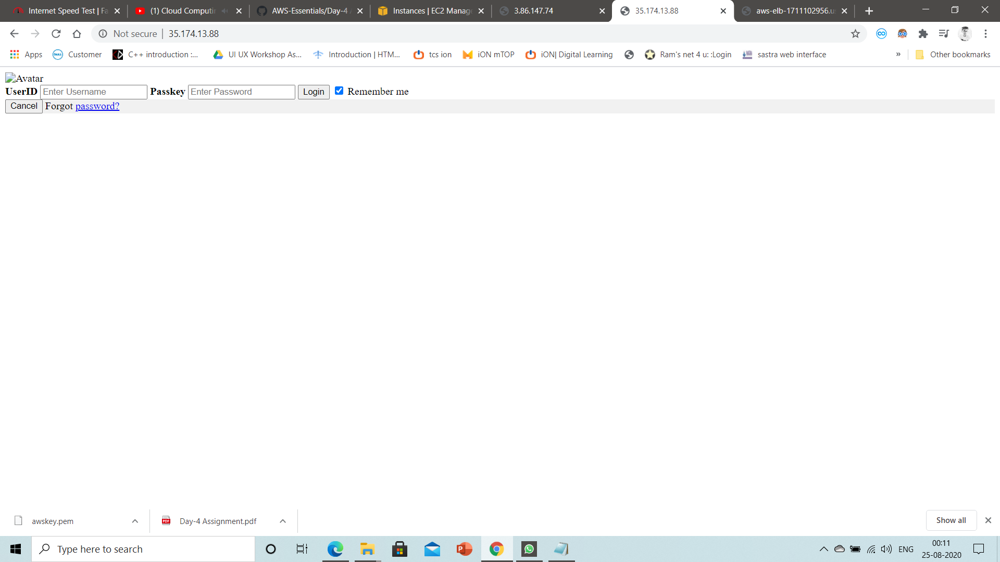 Internet Speed Test | Fa
(1) Cloud Computin
AWS-Essentials/Day-4
Instances | EC2 Manage
3.86.147.74
35.174.13.88
aws-elb-1711102956.u
Not secure
35.174.13.88
Apps
DELL
Customer
C++ introduction :...
UI UX Workshop As...
Introduction | HTM...
tcs ion
iON mTOP
iON| Digital Learning
Ram's net 4 u: :Login
sastra web interface
»
Other bookmarks
Avatar
UserID Enter Username Passkey Enter Password Login Remember me
Cancel Forgot password?
awskey.pem
PDF
Day-4 Assignment.pdf
Show all
Type here to search
ENG
00:11
25-08-2020